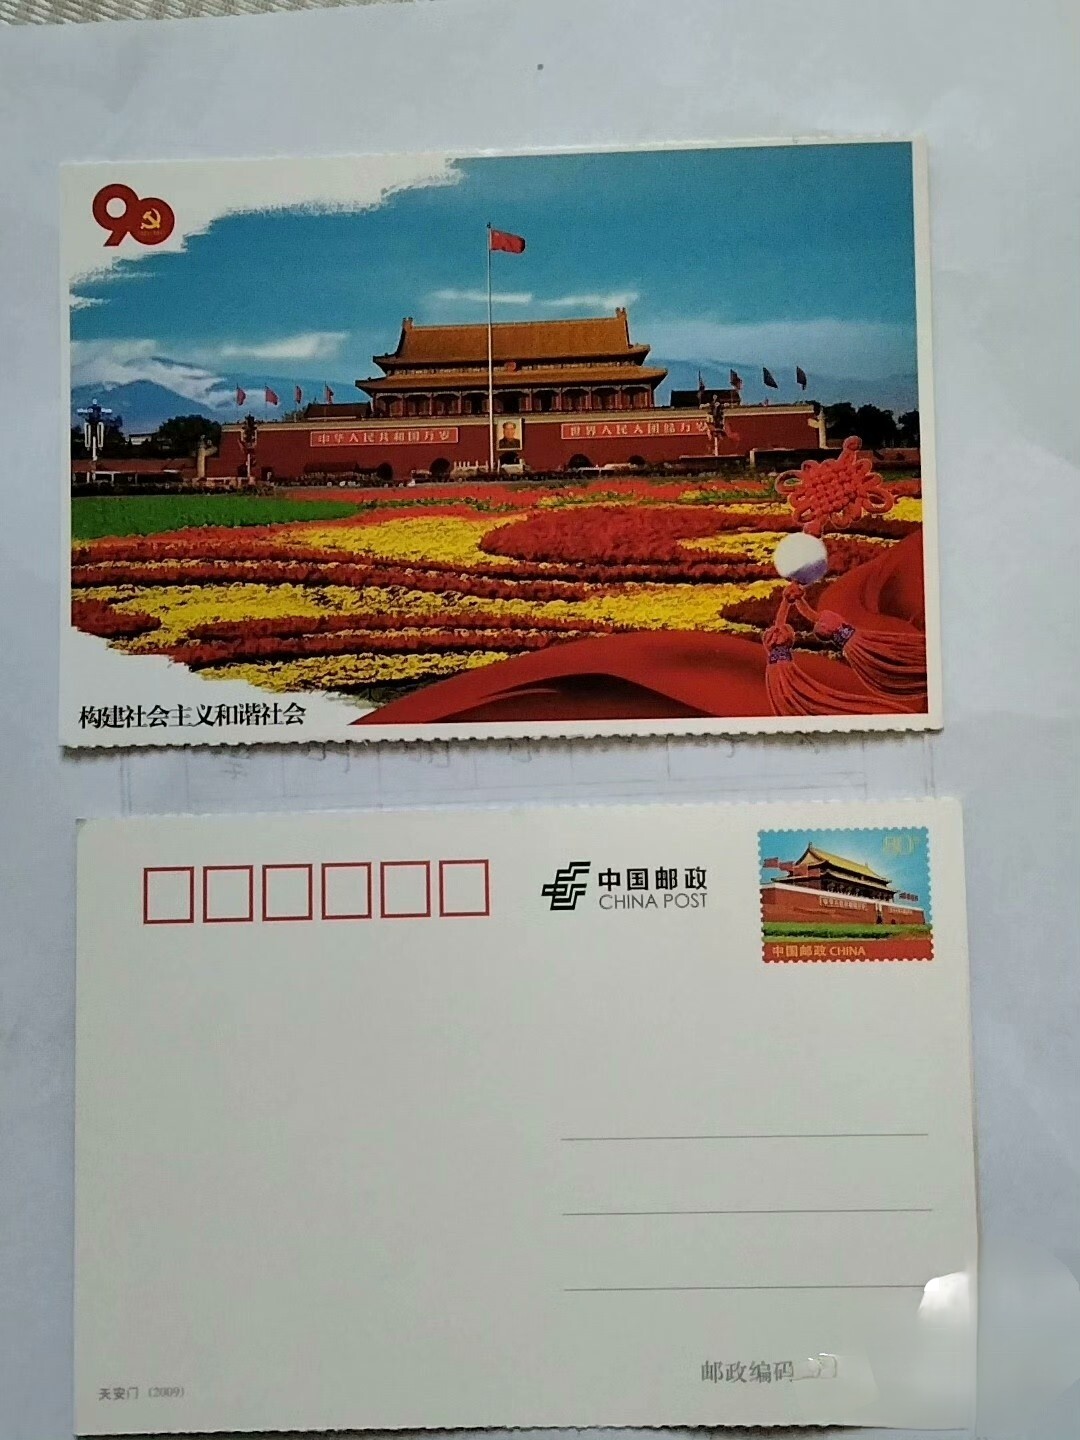 90
中华人民共和国万岁
世界人民大团结万岁
构建社会主义和谐社会
中国邮政
CHINA POST
80
中国邮政 CHINA
邮政编码
天安门 (2009)